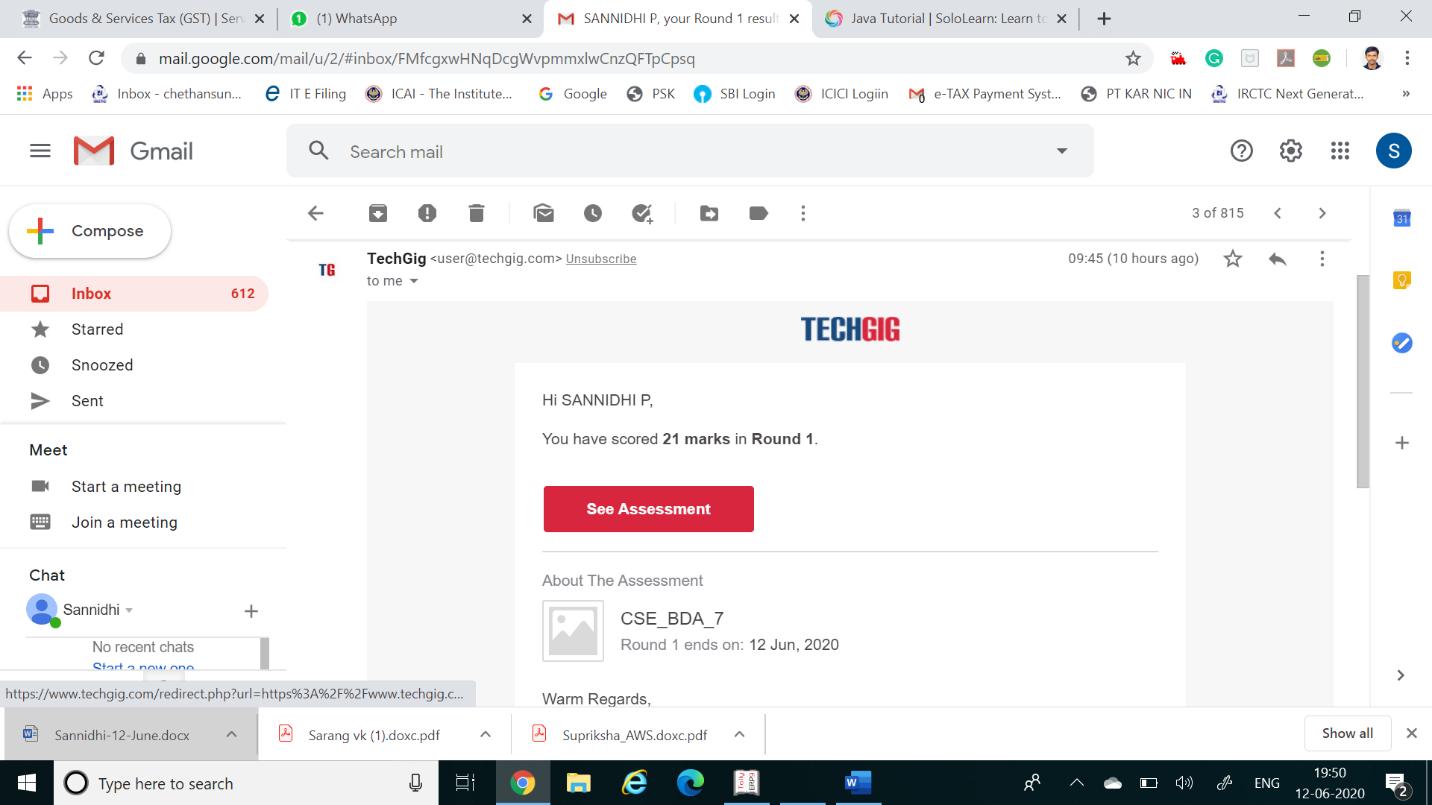 Goods & Services Tax (GST) | Serv
(1) WhatsApp
SANNIDHI P, your Round 1 result
Java Tutorial | SoloLearn: Learn to
mail.google.com/mail/u/2/#inbox/FMfcgxwHNqDcgWvpmmxlwCnzQFTpCpsq
Apps
Inbox - chethansun...
IT E Filing
ICAI - The Institute...
Google
PSK
SBI Login
ICICI Logiin
e-TAX Payment Syst...
PT KAR NIC IN
IRCTC Next Generat...
»
Gmail
Search mail
S
Compose
3 of 815
31
Inbox 612
Starred
Snoozed
Sent
Meet
Start a meeting
Join a meeting
Chat
Sannidhi
No recent chats
Start a new one
TG
TechGig <user@techgig.com> Unsubscribe
09:45 (10 hours ago)
to me
TECHGIG
Hi SANNIDHI P,
You have scored 21 marks in Round 1.
See Assessment
About The Assessment
CSE_BDA_7
Round 1 ends on: 12 Jun, 2020
Warm Regards,
https://www.techgig.com/redirect.php?url=https%3A%2F%2Fwww.techgig.c...
Sannidhi-12-June.docx
Sarang vk (1).doxc.pdf
Supriksha_AWS.doxc.pdf
Show all
Type here to search
ENG
19:50
12-06-2020
2